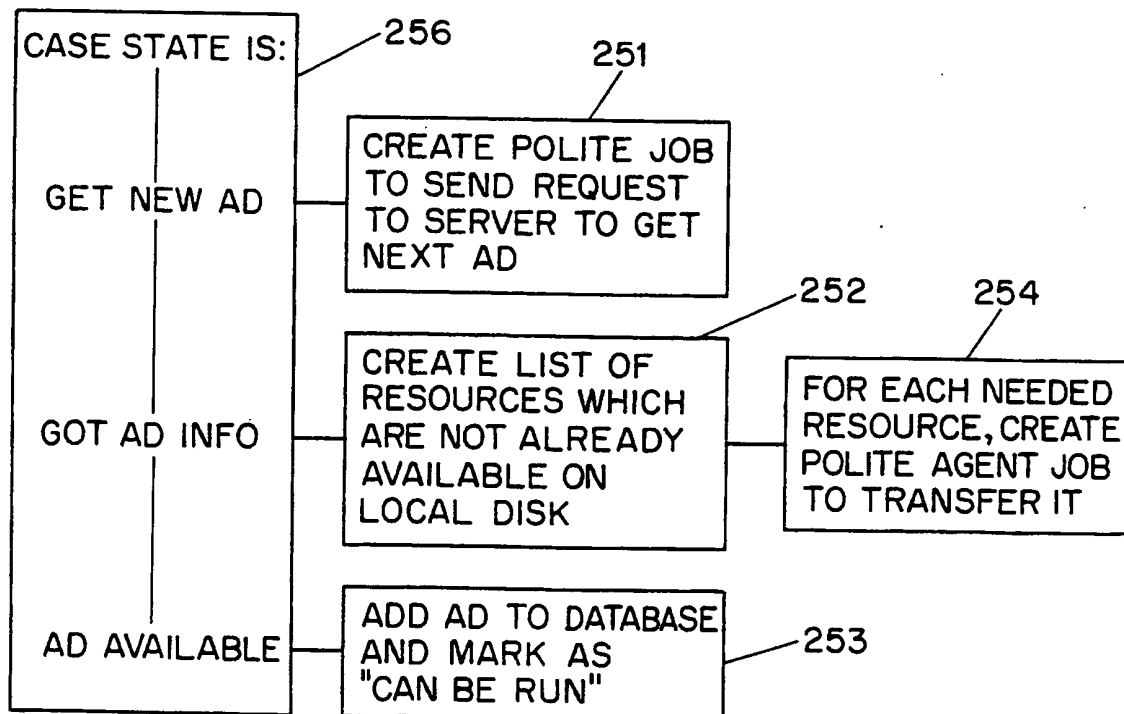 CASE STATE IS:
256
251
GET NEW AD
CREATE POLITE JOB
TO SEND REQUEST
TO SERVER TO GET
NEXT AD
252
254
GOT AD INFO
CREATE LIST OF
RESOURCES WHICH
ARE NOT ALREADY
AVAILABLE ON
LOCAL DISK
FOR EACH NEEDED
RESOURCE, CREATE
POLITE AGENT JOB
TO TRANSFER IT
AD AVAILABLE
ADD AD TO DATABASE
AND MARK AS
"CAN BE RUN"
253